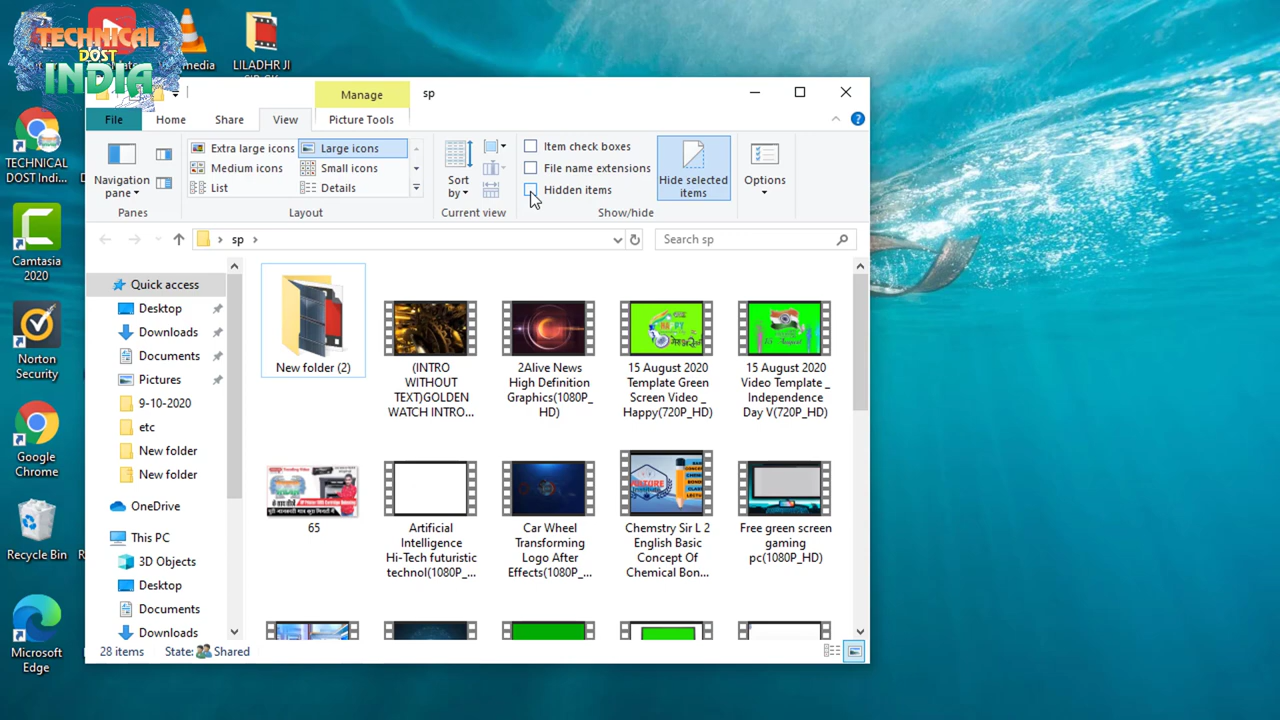 TECHNICAL
DOST
INDIA
LILADHR JI
TECHNICAL
DOST Indi...
Camtasia
2020
Norton
Security
Google
Chrome
Recycle Bin
Microsoft
Edge
Manage
sp
File
Home
Share
View
Picture Tools
Navigation
pane
Panes
Extra large icons
Large icons
Medium icons
Small icons
List
Details
Layout
Sort
by
Current view
Item check boxes
File name extensions
Hidden items
Hide selected
items
Show/hide
Options
sp
Search sp
Quick access
Desktop
Downloads
Documents
Pictures
9-10-2020
etc
New folder
New folder
OneDrive
This PC
3D Objects
Desktop
Documents
Downloads
New folder (2)
(INTRO
WITHOUT
TEXT)GOLDEN
WATCH INTRO...
2Alive News
High Definition
Graphics(1080P_
HD)
15 August 2020
Template Green
Screen Video _
Happy(720P_HD)
15 August 2020
Video Template _
Independence
Day V(720P_HD)
65
Artificial
Intelligence
Hi-Tech futuristic
technol(1080P_...
Car Wheel
Transforming
Logo After
Effects(1080P_...
Chemstry Sir L 2
English Basic
Concept Of
Chemical Bon...
Free green screen
gaming
pc(1080P_HD)
28 items
State:
Shared